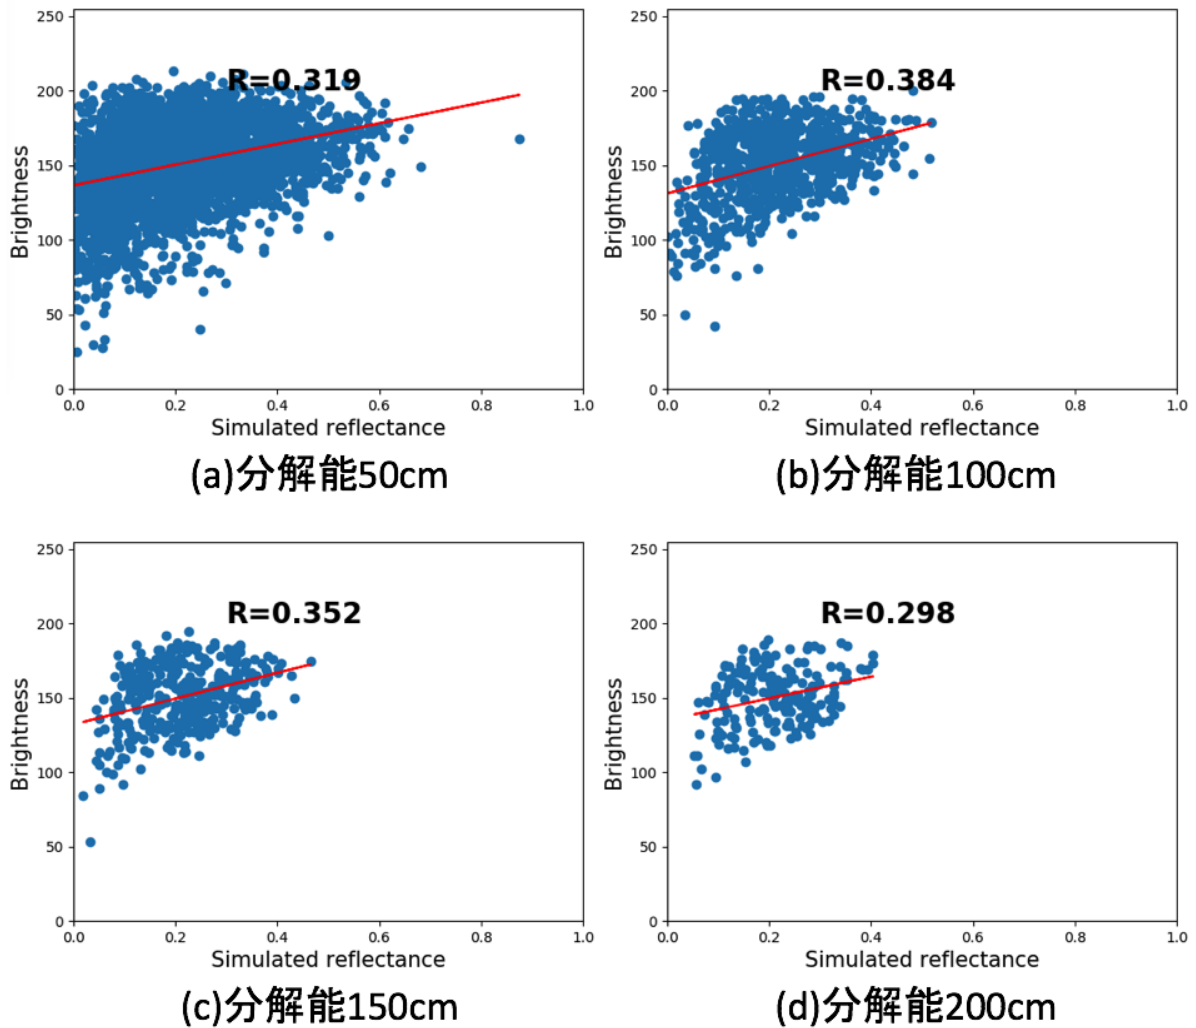 250
200
150
100
50
0
Brightness
R=0.319
0.0 0.2 0.4 0.6 0.8 1.0
Simulated reflectance
(a)分解能50cm
250
200
150
100
50
0
Brightness
R=0.384
0.0 0.2 0.4 0.6 0.8 1.0
Simulated reflectance
(b)分解能100cm
250
200
150
100
50
0
Brightness
R=0.352
0.0 0.2 0.4 0.6 0.8 1.0
Simulated reflectance
(c)分解能150cm
250
200
150
100
50
0
Brightness
R=0.298
0.0 0.2 0.4 0.6 0.8 1.0
Simulated reflectance
(d)分解能200cm